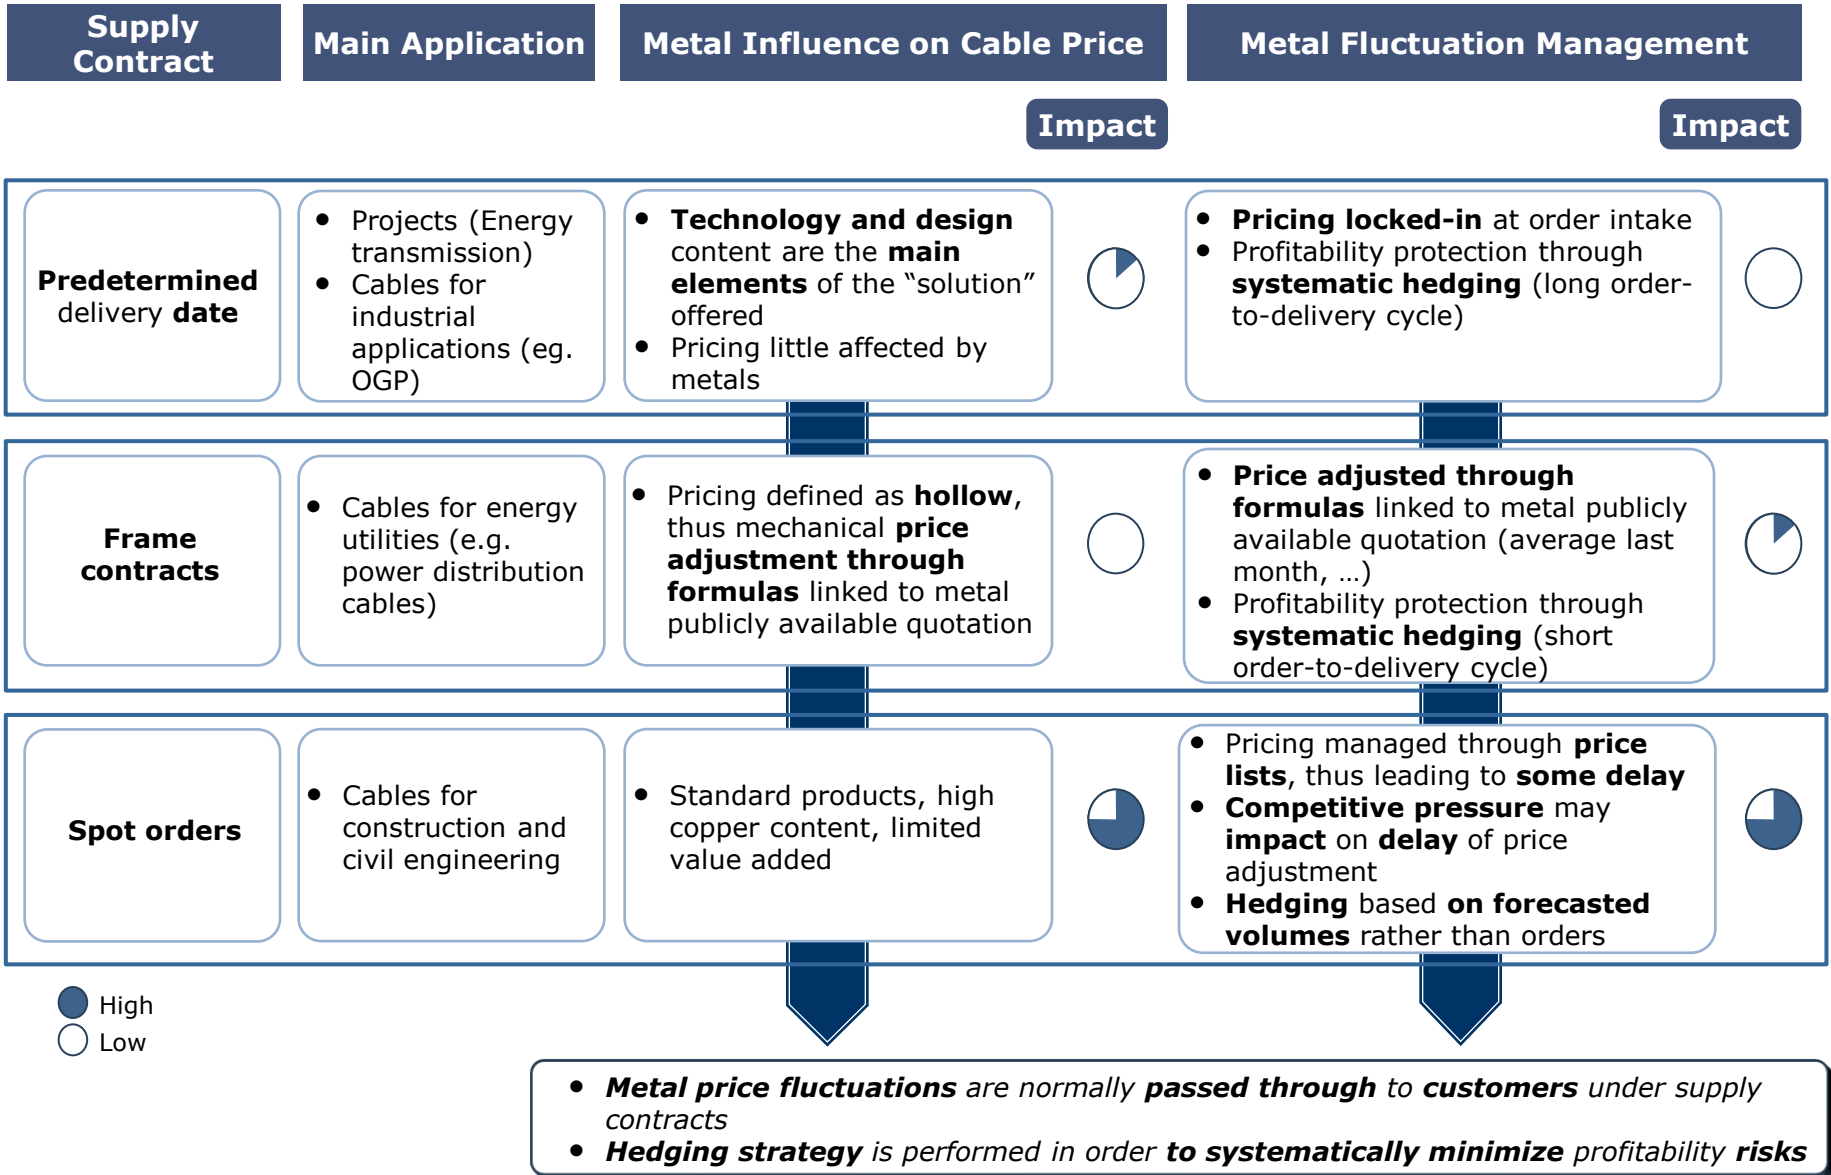 Supply
Contract
Main Application
Metal Influence on Cable Price
Metal Fluctuation Management
Impact
Impact
Predetermined
delivery date
• Projects (Energy
transmission)
• Cables for
industrial
applications (eg.
OGP)
• Technology and design
content are the main
elements of the “solution”
offered
• Pricing little affected by
metals
• Pricing locked-in at order intake
• Profitability protection through
systematic hedging (long order-
to-delivery cycle)
Frame
contracts
• Cables for energy
utilities (e.g.
power distribution
cables)
• Pricing defined as hollow,
thus mechanical price
adjustment through
formulas linked to metal
publicly available quotation
• Price adjusted through
formulas linked to metal publicly
available quotation (average last
month, …)
• Profitability protection through
systematic hedging (short
order-to-delivery cycle)
Spot orders
• Cables for
construction and
civil engineering
• Standard products, high
copper content, limited
value added
• Pricing managed through price
lists, thus leading to some delay
• Competitive pressure may
impact on delay of price
adjustment
• Hedging based on forecasted
volumes rather than orders
High
Low
• Metal price fluctuations are normally passed through to customers under supply
contracts
• Hedging strategy is performed in order to systematically minimize profitability risks